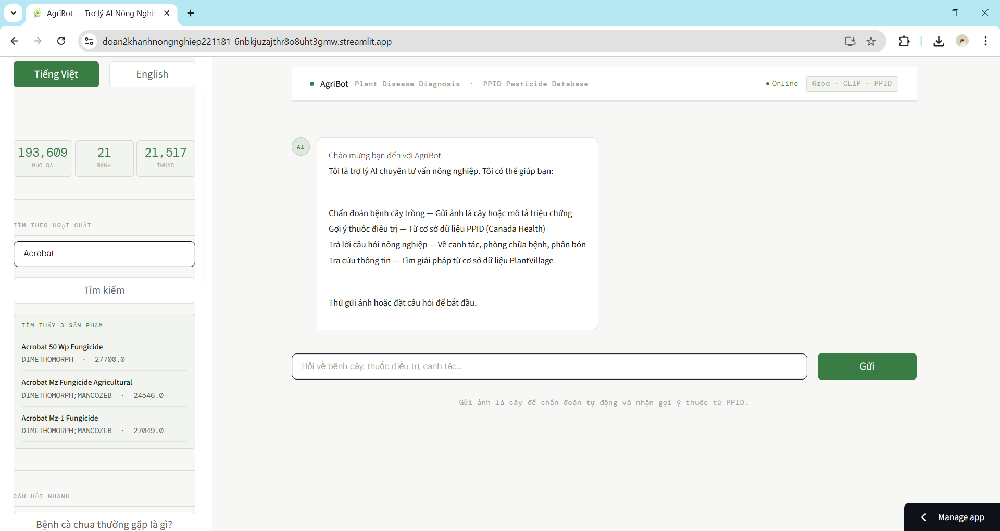 AgriBot — Trợ lý AI Nông Nghi
doan2khanhnongnghiep221181-6nbkjuzajthr8o8uht3gmw.streamlit.app
Tiếng Việt
English
193,609
MỤC QA
21
BỆNH
21,517
THUỐC
TÌM THEO HOẠT CHẤT
Acrobat
Tìm kiếm
TÌM THẤY 3 SẢN PHẨM
Acrobat 50 Wp Fungicide
DIMETHOMORPH · 27700.0
Acrobat Mz Fungicide Agricultural
DIMETHOMORPH;MANCOZEB · 24546.0
Acrobat Mz-1 Fungicide
DIMETHOMORPH;MANCOZEB · 27049.0
CÂU HỎI NHANH
Bệnh cà chua thường gặp là gì?
AgriBot Plant Disease Diagnosis · PPID Pesticide Database
Online
Groq · CLIP · PPID
AI
Chào mừng bạn đến với AgriBot.
Tôi là trợ lý AI chuyên tư vấn nông nghiệp. Tôi có thể giúp bạn:
Chẩn đoán bệnh cây trồng — Gửi ảnh lá cây hoặc mô tả triệu chứng
Gợi ý thuốc điều trị — Từ cơ sở dữ liệu PPID (Canada Health)
Trả lời câu hỏi nông nghiệp — Về canh tác, phòng chữa bệnh, phân bón
Tra cứu thông tin — Tìm giải pháp từ cơ sở dữ liệu PlantVillage
Thử gửi ảnh hoặc đặt câu hỏi để bắt đầu.
Hỏi về bệnh cây, thuốc điều trị, canh tác...
Gửi
Gửi ảnh lá cây để chẩn đoán tự động và nhận gợi ý thuốc từ PPID.
Manage app